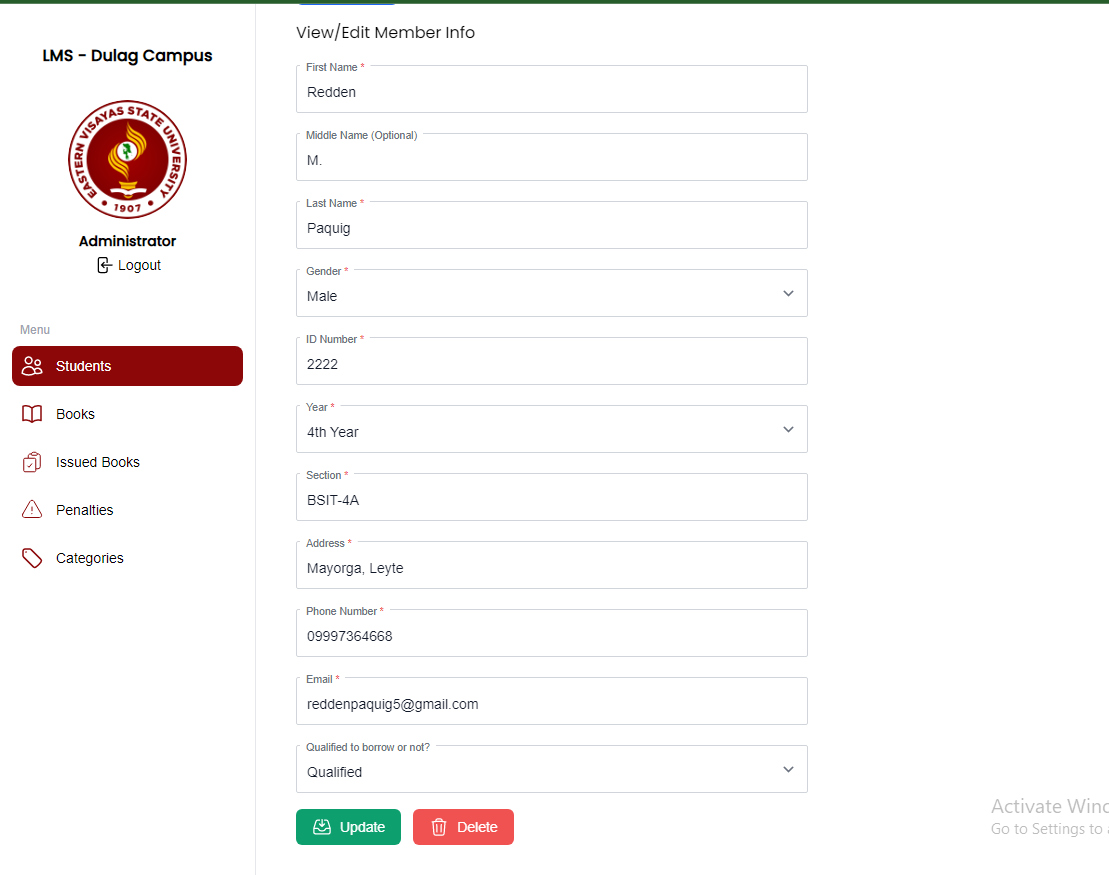 LMS - Dulag Campus
EASTERN VISAYAS STATE UNIVERSITY
1907
Administrator
Logout
Menu
Students
Books
Issued Books
Penalties
Categories
View/Edit Member Info
First Name *
Redden
Middle Name (Optional)
M.
Last Name *
Paquig
Gender *
Male
ID Number *
2222
Year *
4th Year
Section *
BSIT-4A
Address *
Mayorga, Leyte
Phone Number *
09997364668
Email *
reddenpaquig5@gmail.com
Qualified to borrow or not?
Qualified
Update
Delete
Activate Winc
Go to Settings to a